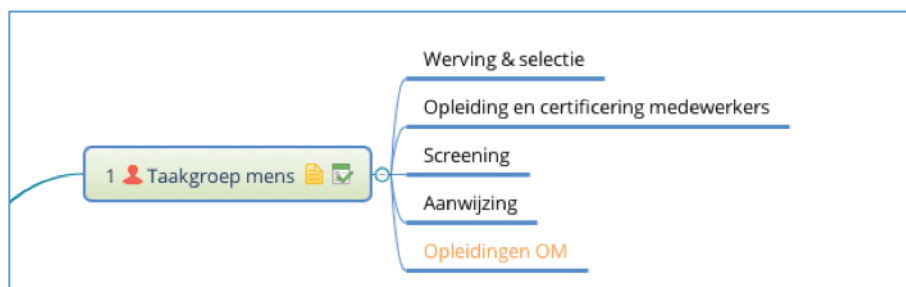 Werving & selectie
Opleiding en certificering medewerkers
Screening
1 Taakgroep mens
Aanwijzing
Opleidingen OM